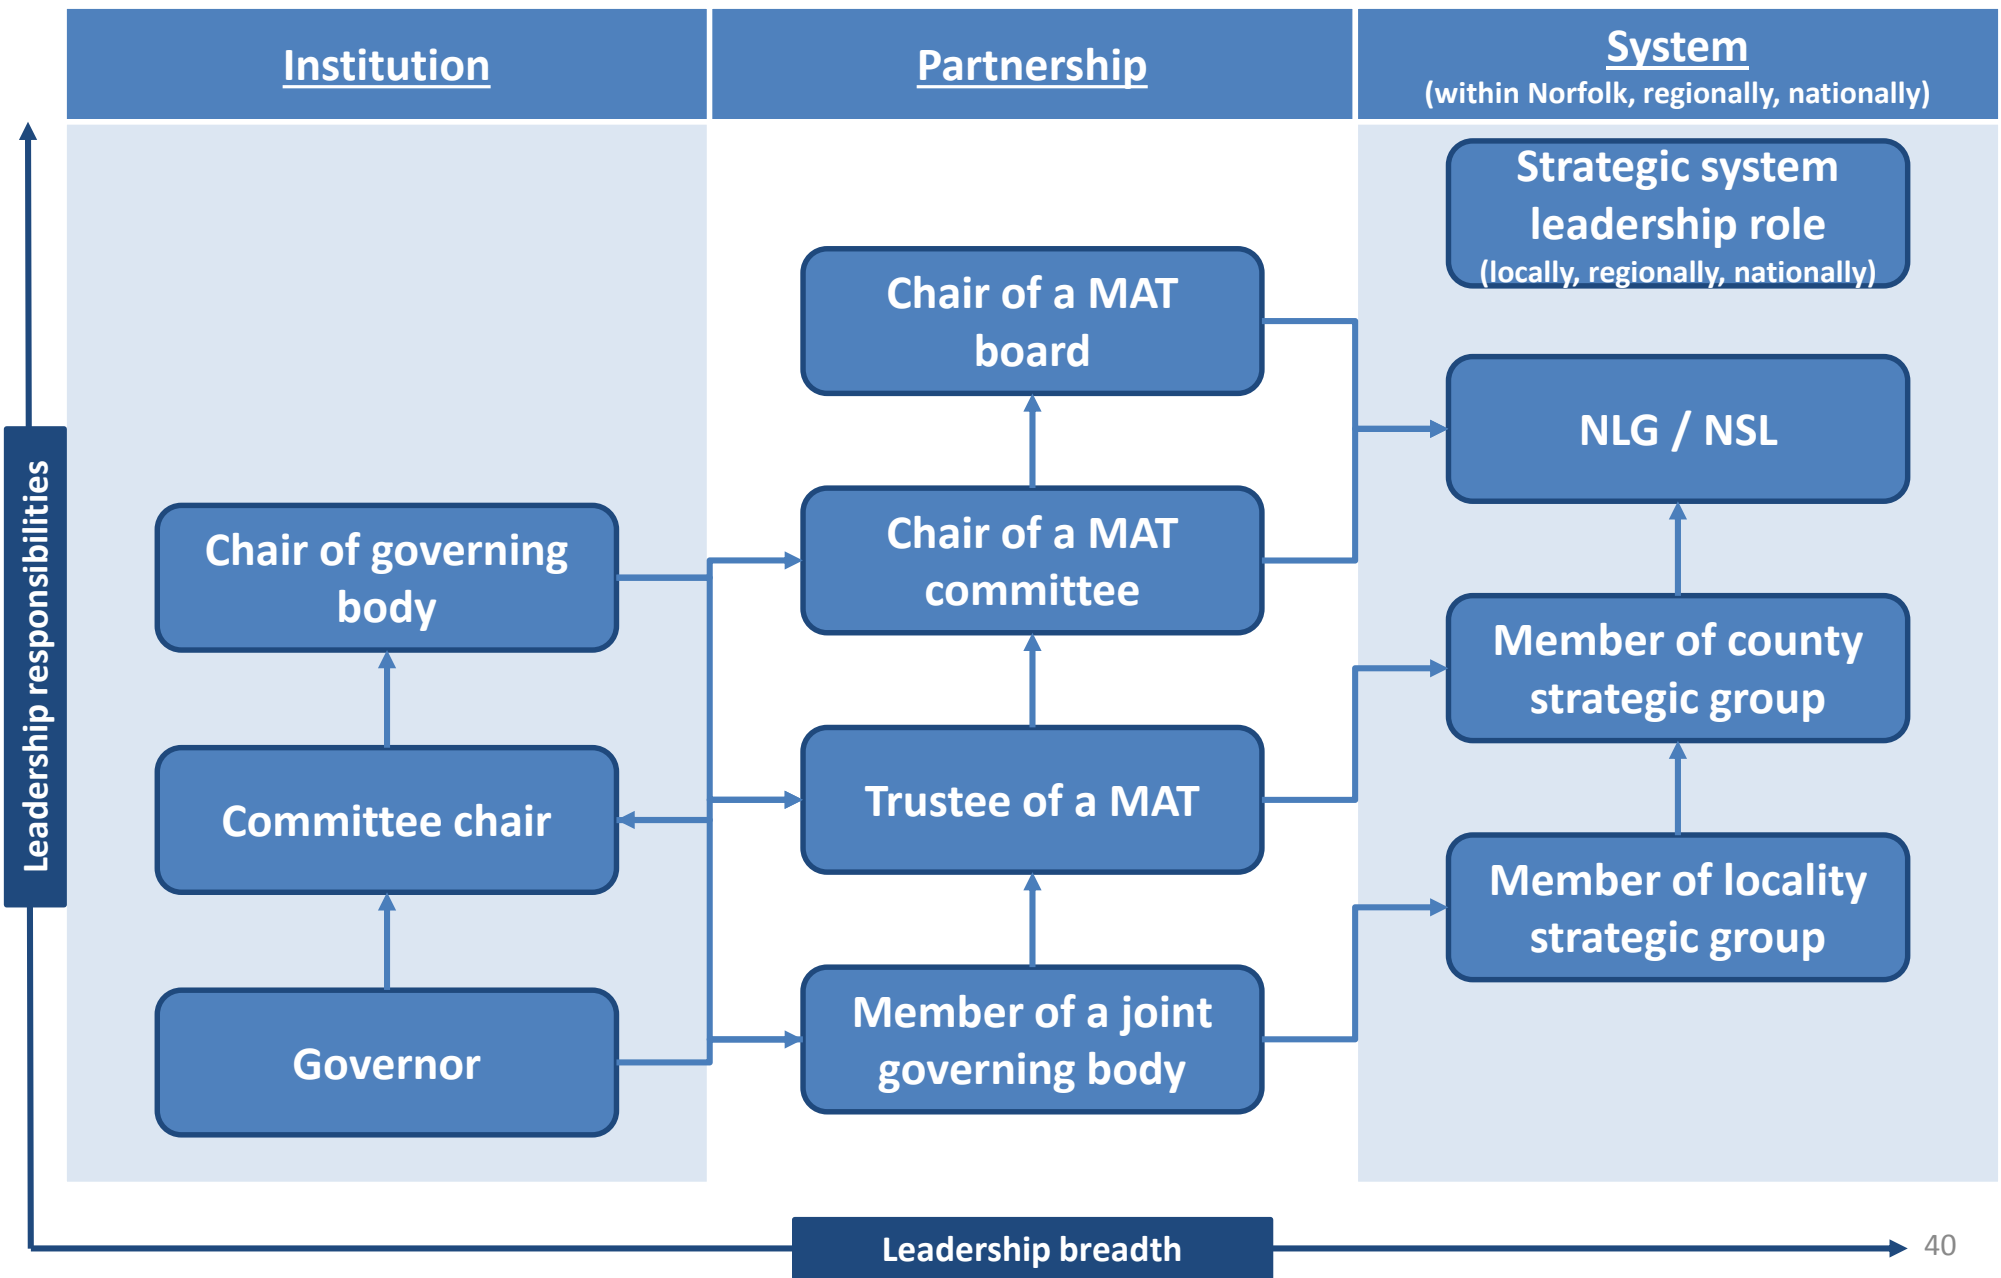 Institution
Partnership
System
(within Norfolk, regionally, nationally)
Leadership responsibilities
Chair of governing
body
Committee chair
Governor
Chair of a MAT
board
Chair of a MAT
committee
Trustee of a MAT
Member of a joint
governing body
Strategic system
leadership role
(locally, regionally, nationally)
NLG / NSL
Member of county
strategic group
Member of locality
strategic group
Leadership breadth
40